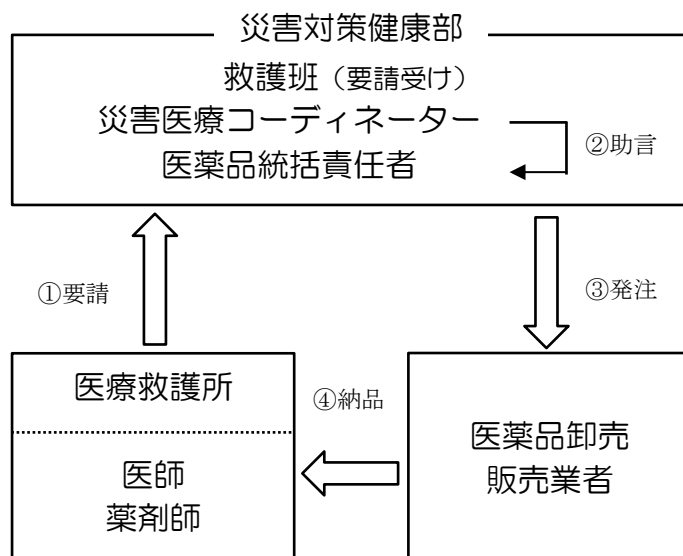 災害対策健康部
救護班（要請受け）
災害医療コーディネーター
②助言
医薬品統括責任者
①要請
③発注
医療救護所
④納品
医師
薬剤師
医薬品卸売
販売業者